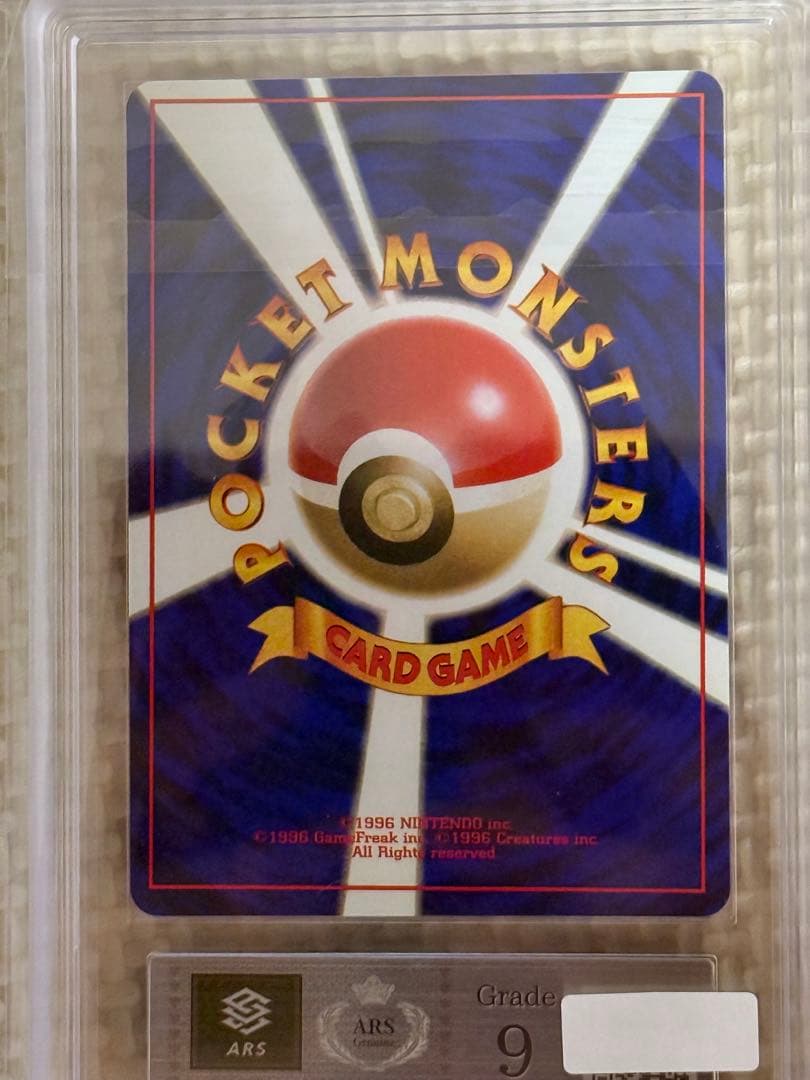 POCKET MONSTERS
CARD GAME
©1996 NINTENDO inc.
©1996 GameFreak inc. ©1996 Creatures inc.
All Rights reserved
ARS
ARS
Genuine
Grade
9